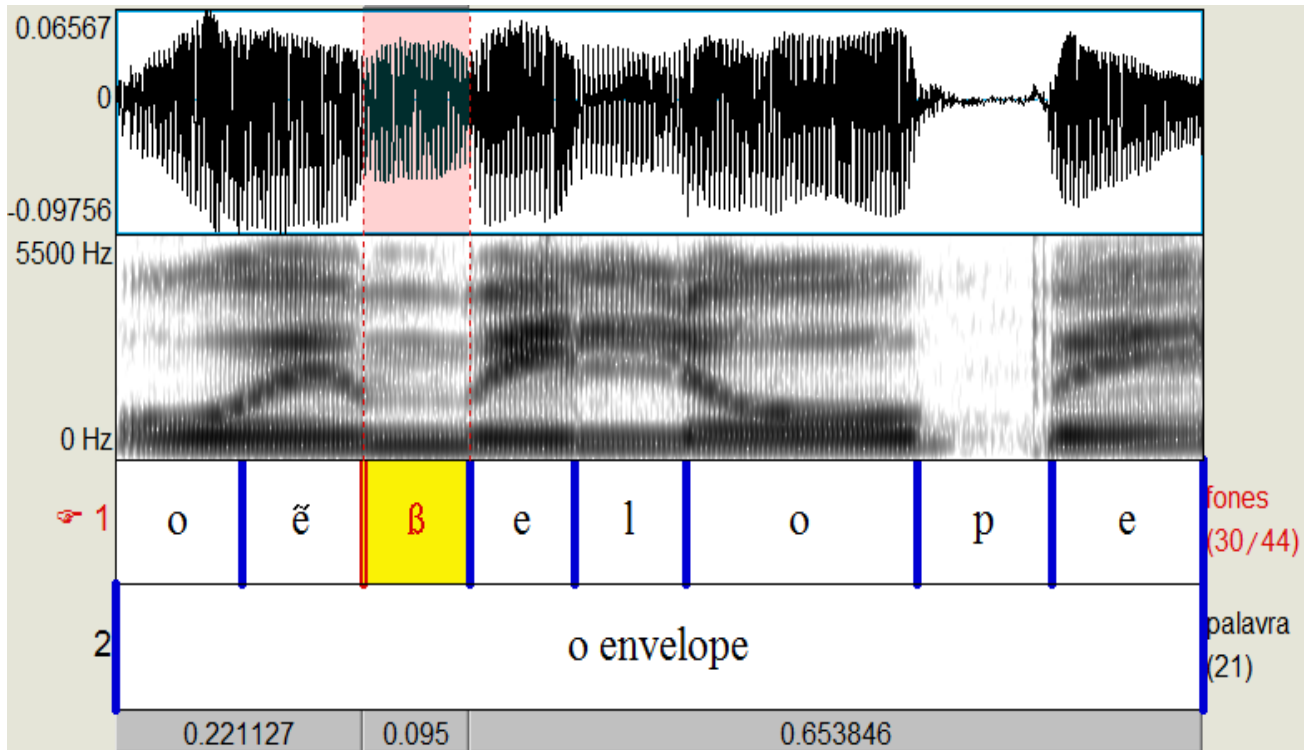 0.06567
0
-0.09756
5500 Hz
0 Hz
☞ 1
o ẽ ß e l o p e
fones
(30/44)
2
o envelope
palavra
(21)
0.221127 0.095 0.653846